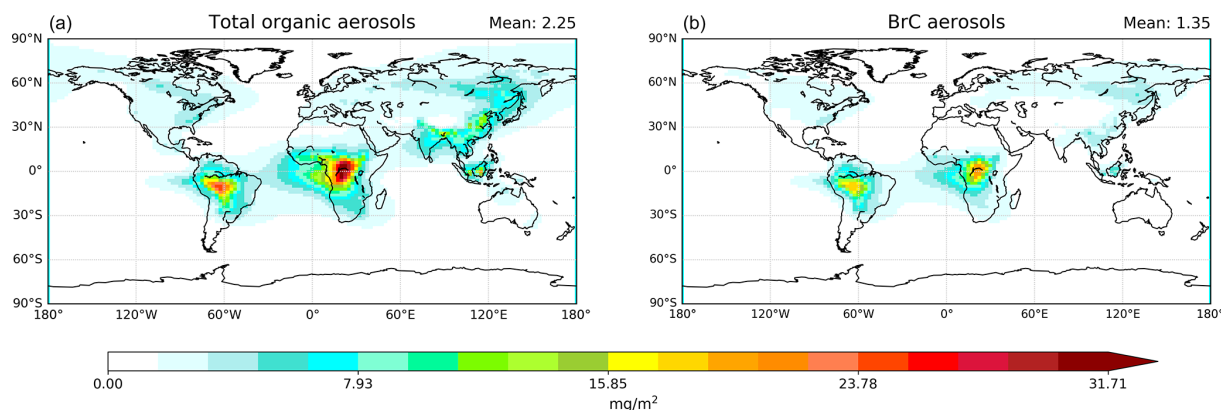 (a) Total organic aerosols Mean: 2.25
90°N
60°N
30°N
0°
30°S
60°S
90°S
180° 120°W 60°W 0° 60°E 120°E 180°
(b) BrC aerosols Mean: 1.35
90°N
60°N
30°N
0°
30°S
60°S
90°S
180° 120°W 60°W 0° 60°E 120°E 180°
0.00 7.93 15.85 23.78 31.71
mg/m²